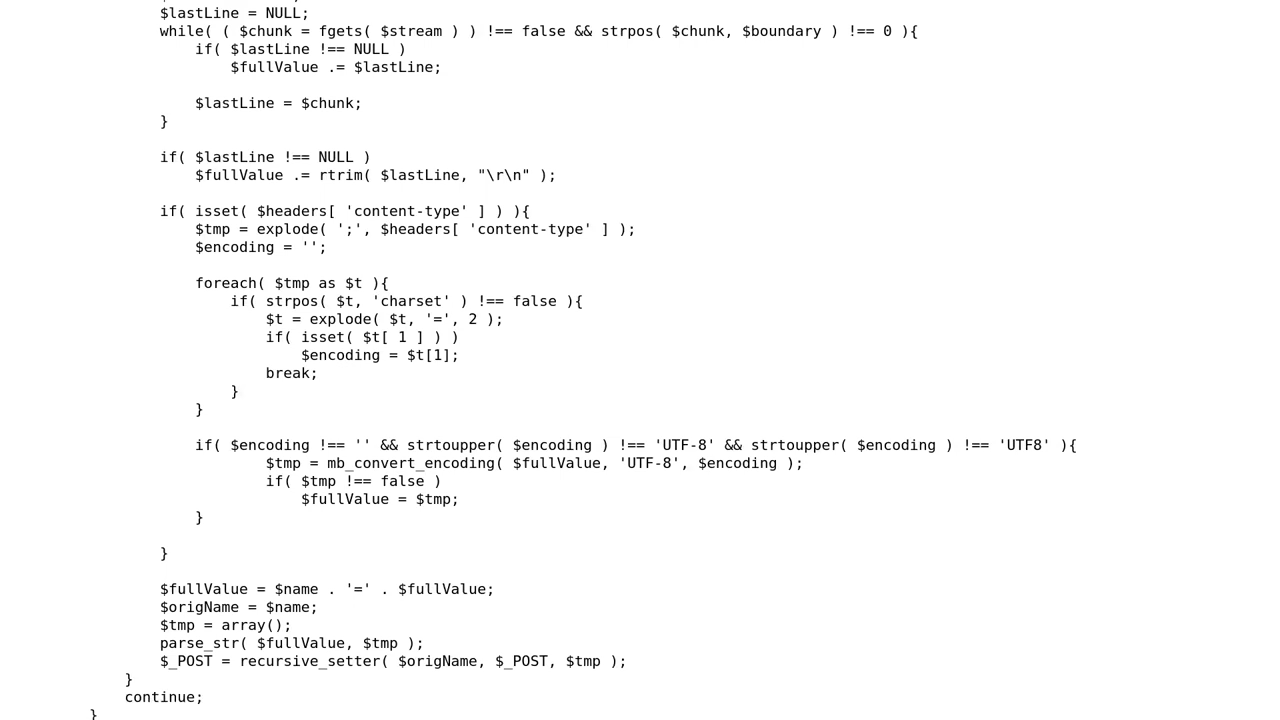 $lastLine = NULL;
while( ( $chunk = fgets( $stream ) ) !== false && strpos( $chunk, $boundary ) !== 0 ){
if( $lastLine !== NULL )
$fullValue .= $lastLine;
$lastLine = $chunk;
}
if( $lastLine !== NULL )
$fullValue .= rtrim( $lastLine, "\r\n" );
if( isset( $headers[ 'content-type' ] ) ){
$tmp = explode( ';', $headers[ 'content-type' ] );
$encoding = '';
foreach( $tmp as $t ){
if( strpos( $t, 'charset' ) !== false ){
$t = explode( $t, '=', 2 );
if( isset( $t[ 1 ] ) )
$encoding = $t[1];
break;
}
}
if( $encoding !== '' && strtoupper( $encoding ) !== 'UTF-8' && strtoupper( $encoding ) !== 'UTF8' ){
$tmp = mb_convert_encoding( $fullValue, 'UTF-8', $encoding );
if( $tmp !== false )
$fullValue = $tmp;
}
}
$fullValue = $name . '=' . $fullValue;
$origName = $name;
$tmp = array();
parse_str( $fullValue, $tmp );
$_POST = recursive_setter( $origName, $_POST, $tmp );
}
continue;
}